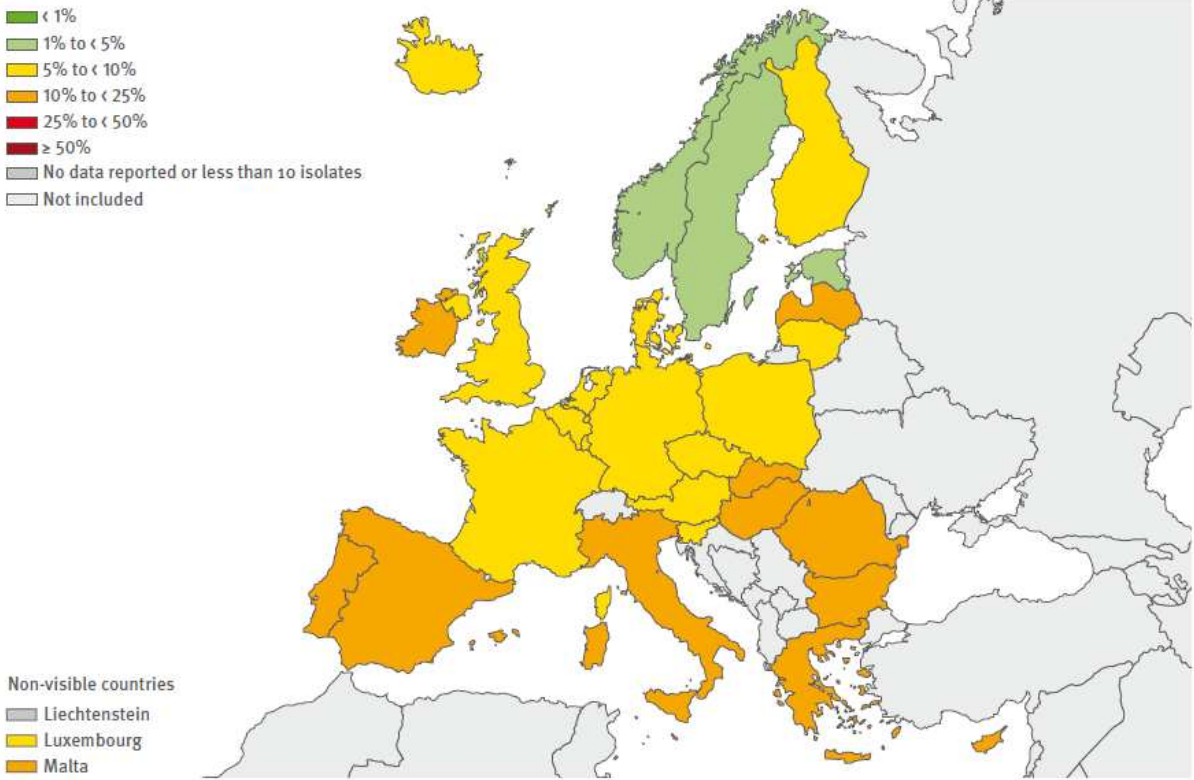 < 1%
1% to < 5%
5% to < 10%
10% to < 25%
25% to < 50%
≥ 50%
No data reported or less than 10 isolates
Not included
Non-visible countries
Liechtenstein
Luxembourg
Malta